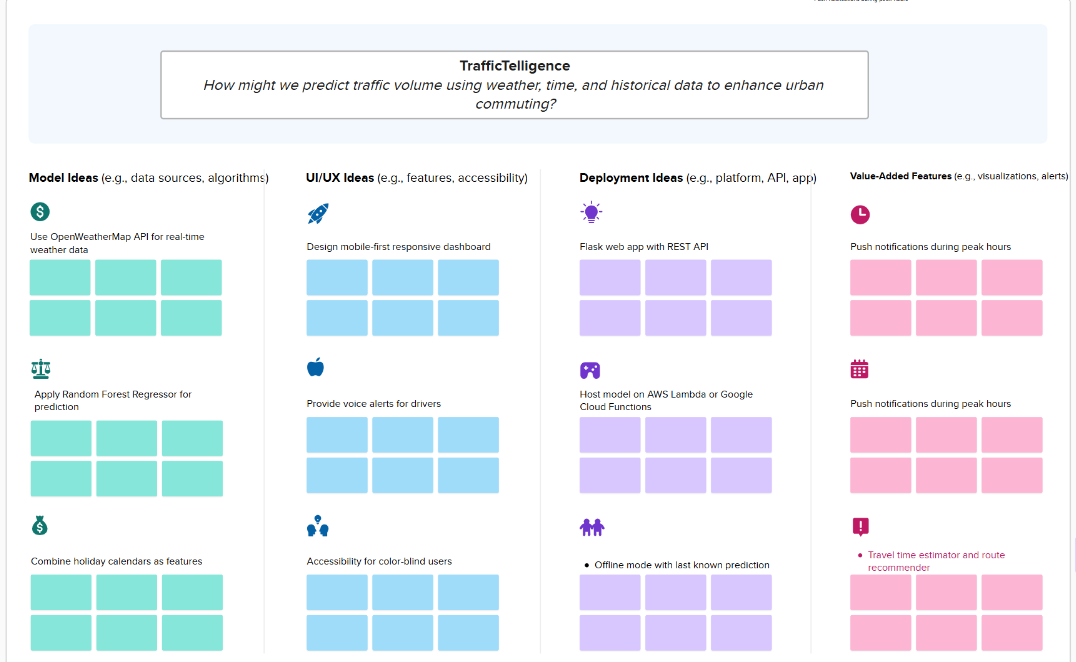 Push notifications during peak hours
TrafficTelligence
How might we predict traffic volume using weather, time, and historical data to enhance urban
commuting?
Model Ideas (e.g., data sources, algorithms)
Use OpenWeatherMap API for real-time
weather data
Apply Random Forest Regressor for
prediction
Combine holiday calendars as features
UI/UX Ideas (e.g., features, accessibility)
Design mobile-first responsive dashboard
Provide voice alerts for drivers
Accessibility for color-blind users
Deployment Ideas (e.g., platform, API, app)
Flask web app with REST API
Host model on AWS Lambda or Google
Cloud Functions
• Offline mode with last known prediction
Value-Added Features (e.g., visualizations, alerts)
Push notifications during peak hours
Push notifications during peak hours
• Travel time estimator and route
recommender